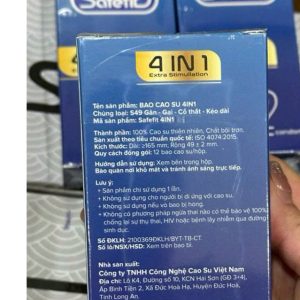 Safefit
4 IN 1
Extra Stimullation
Tên sản phẩm: BAO CAO SU 4IN1
Chủng loại: S49 Gân - Gai - Cổ thắt - Kéo dài
Mã sản phẩm: Safefit 4IN1
Thành phần: 100% Cao su thiên nhiên, Chất bôi trơn.
Sản xuất theo tiêu chuẩn quốc tế: ISO 4074:2015.
Kích thước: Dài: ≥165 mm; Rộng 49 ± 2 mm.
Quy cách đóng gói: 12 bao cao su/hộp.
Hướng dẫn sử dụng: Xem bên trong hộp.
Bảo quản nơi khô mát và tránh ánh sáng trực tiếp.
Lưu ý:
+ Sản phẩm chỉ sử dụng 1 lần.
+ Không sử dụng cho người bị dị ứng với cao su.
+ Không sử dụng nếu vỏ bao bị hỏng.
+ Không có phương pháp ngừa thai nào có thể bảo vệ 100%
chống lại sự thụ thai, HIV hoặc bệnh lây nhiễm qua đường
sinh dục.
Số ĐKLH: 2100369ĐKLH/BYT-TB-CT
Số lô/NSX/HSD: Xem trên bao bì.
Nhà sản xuất:
Công ty TNHH Công Nghệ Cao Su Việt Nam
Địa chỉ: Lô K4, Đường số 10, KCN Hải Sơn (GĐ 3+4),
Ấp Bình Tiền 2, Xã Đức Hoà Hạ, Huyện Đức Hoà,
Tỉnh Long An.